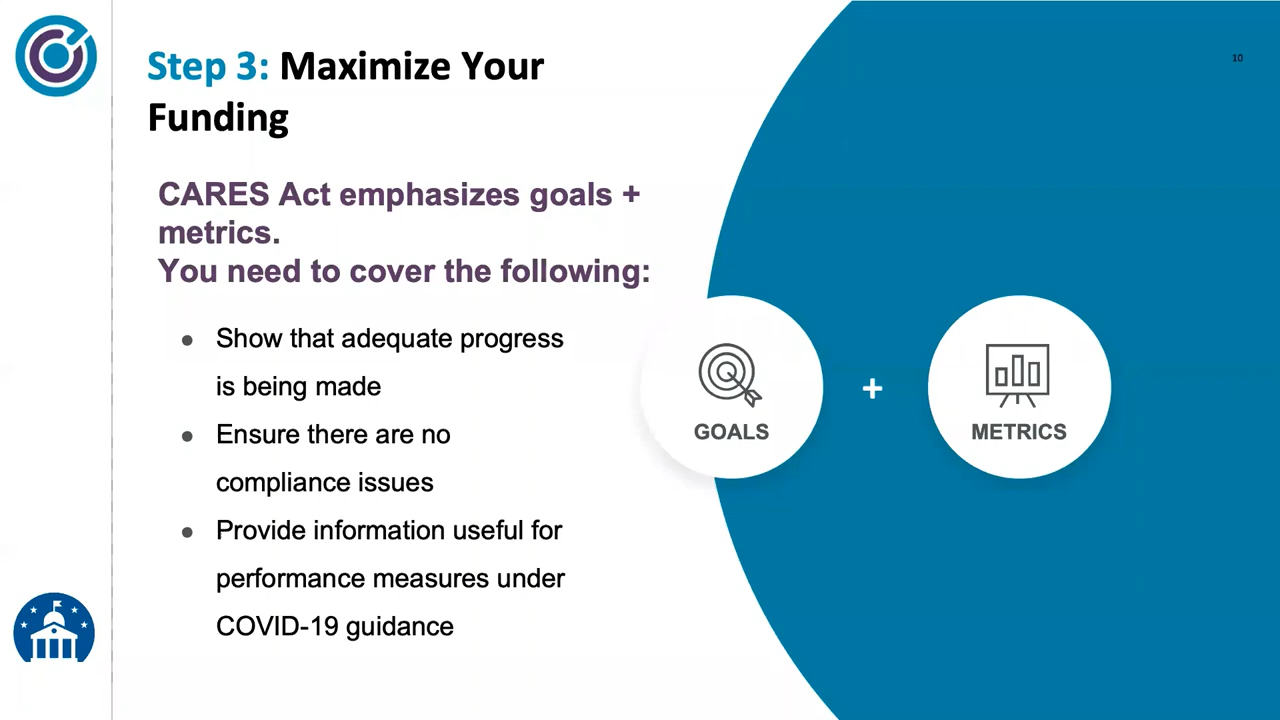 10
Step 3: Maximize Your
Funding
CARES Act emphasizes goals +
metrics.
You need to cover the following:
● Show that adequate progress
is being made
● Ensure there are no
compliance issues
● Provide information useful for
performance measures under
COVID-19 guidance
GOALS
+
METRICS